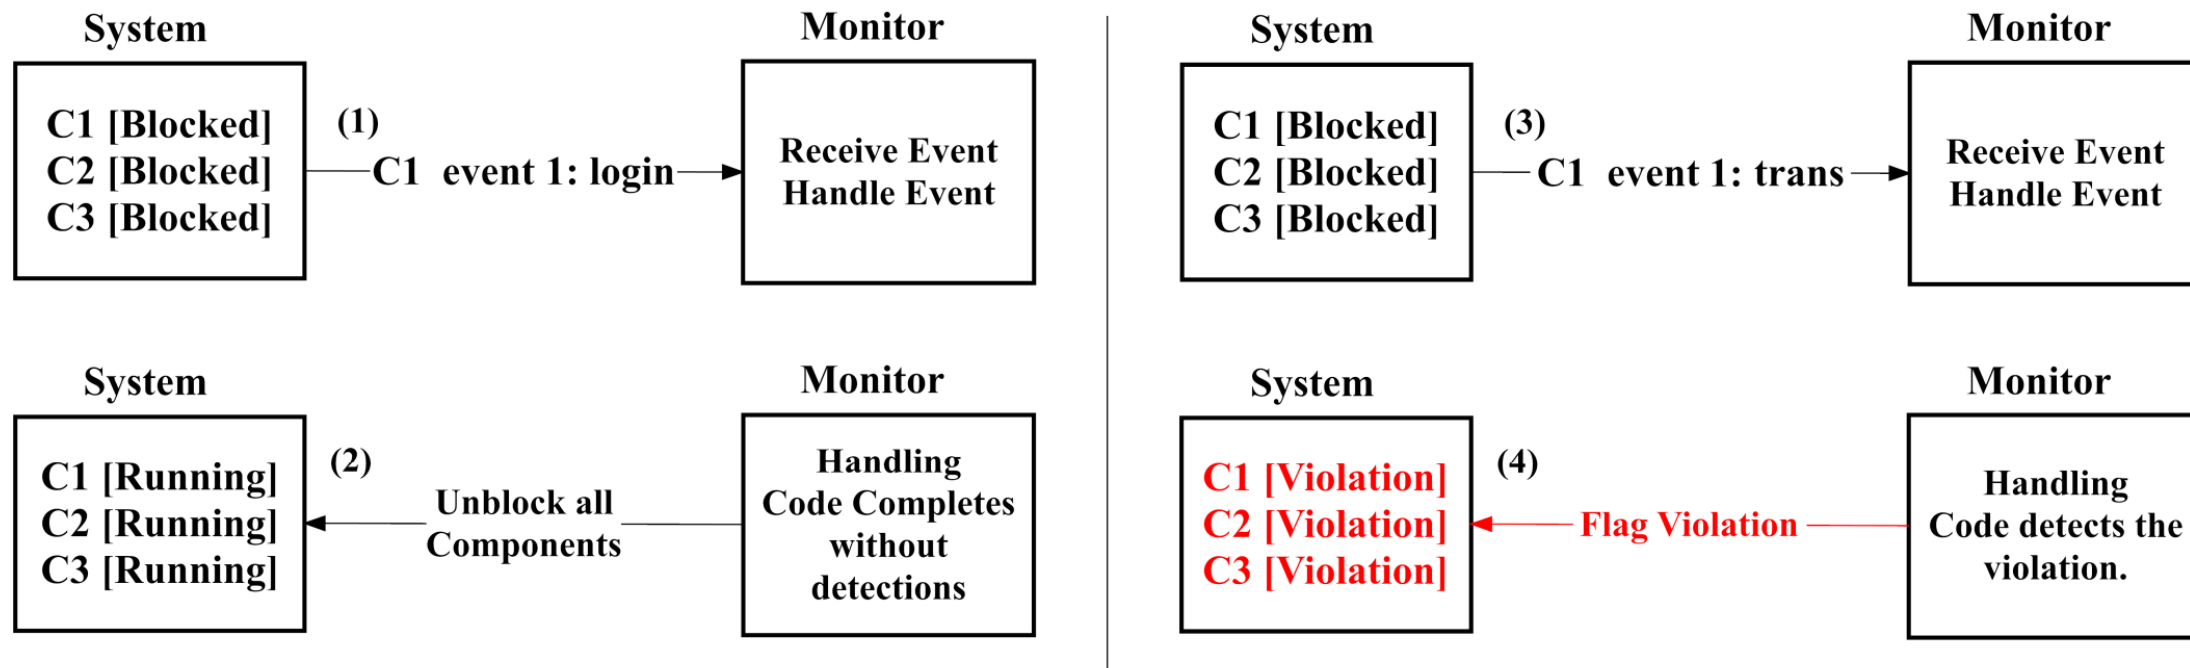 System
Monitor
C1 [Blocked]
C2 [Blocked]
C3 [Blocked]
(1)
C1 event 1: login
Receive Event
Handle Event
System
Monitor
C1 [Running]
C2 [Running]
C3 [Running]
(2)
Unblock all
Components
Handling
Code Completes
without
detections
System
Monitor
C1 [Blocked]
C2 [Blocked]
C3 [Blocked]
(3)
C1 event 1: trans
Receive Event
Handle Event
System
Monitor
C1 [Violation]
C2 [Violation]
C3 [Violation]
(4)
Flag Violation
Handling
Code detects the
violation.